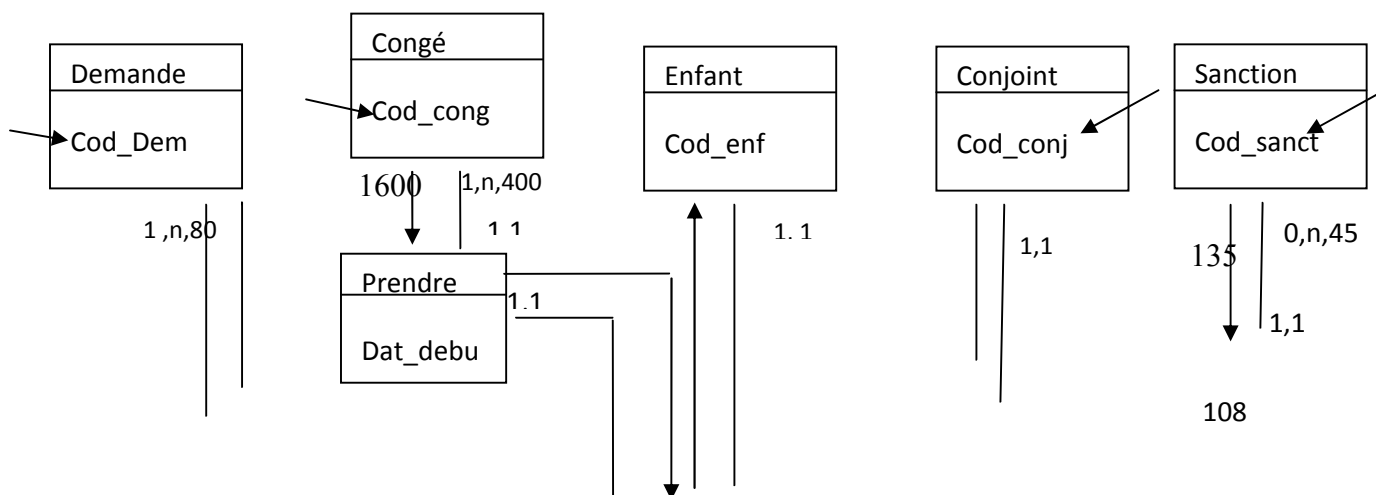 Demande
Cod_Dem
1 ,n,80
Congé
Cod_cong
1600
1,n,400
1,1
Prendre
1,1
Dat_debu
Enfant
Cod_enf
1, 1
Conjoint
Cod_conj
1,1
Sanction
Cod_sanct
135
0,n,45
1,1
108